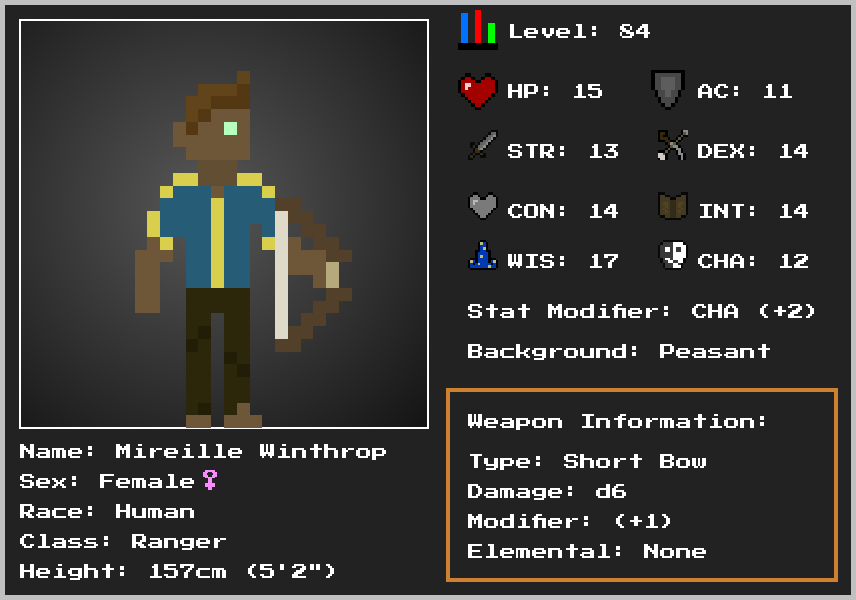 Level: 84
HP: 15
AC: 11
STR: 13
DEX: 14
CON: 14
INT: 14
WIS: 17
CHA: 12
Stat Modifier: CHA (+2)
Background: Peasant
Weapon Information:
Type: Short Bow
Damage: d6
Modifier: (+1)
Elemental: None
Name: Mireille Winthrop
Sex: Female♀
Race: Human
Class: Ranger
Height: 157cm (5'2")